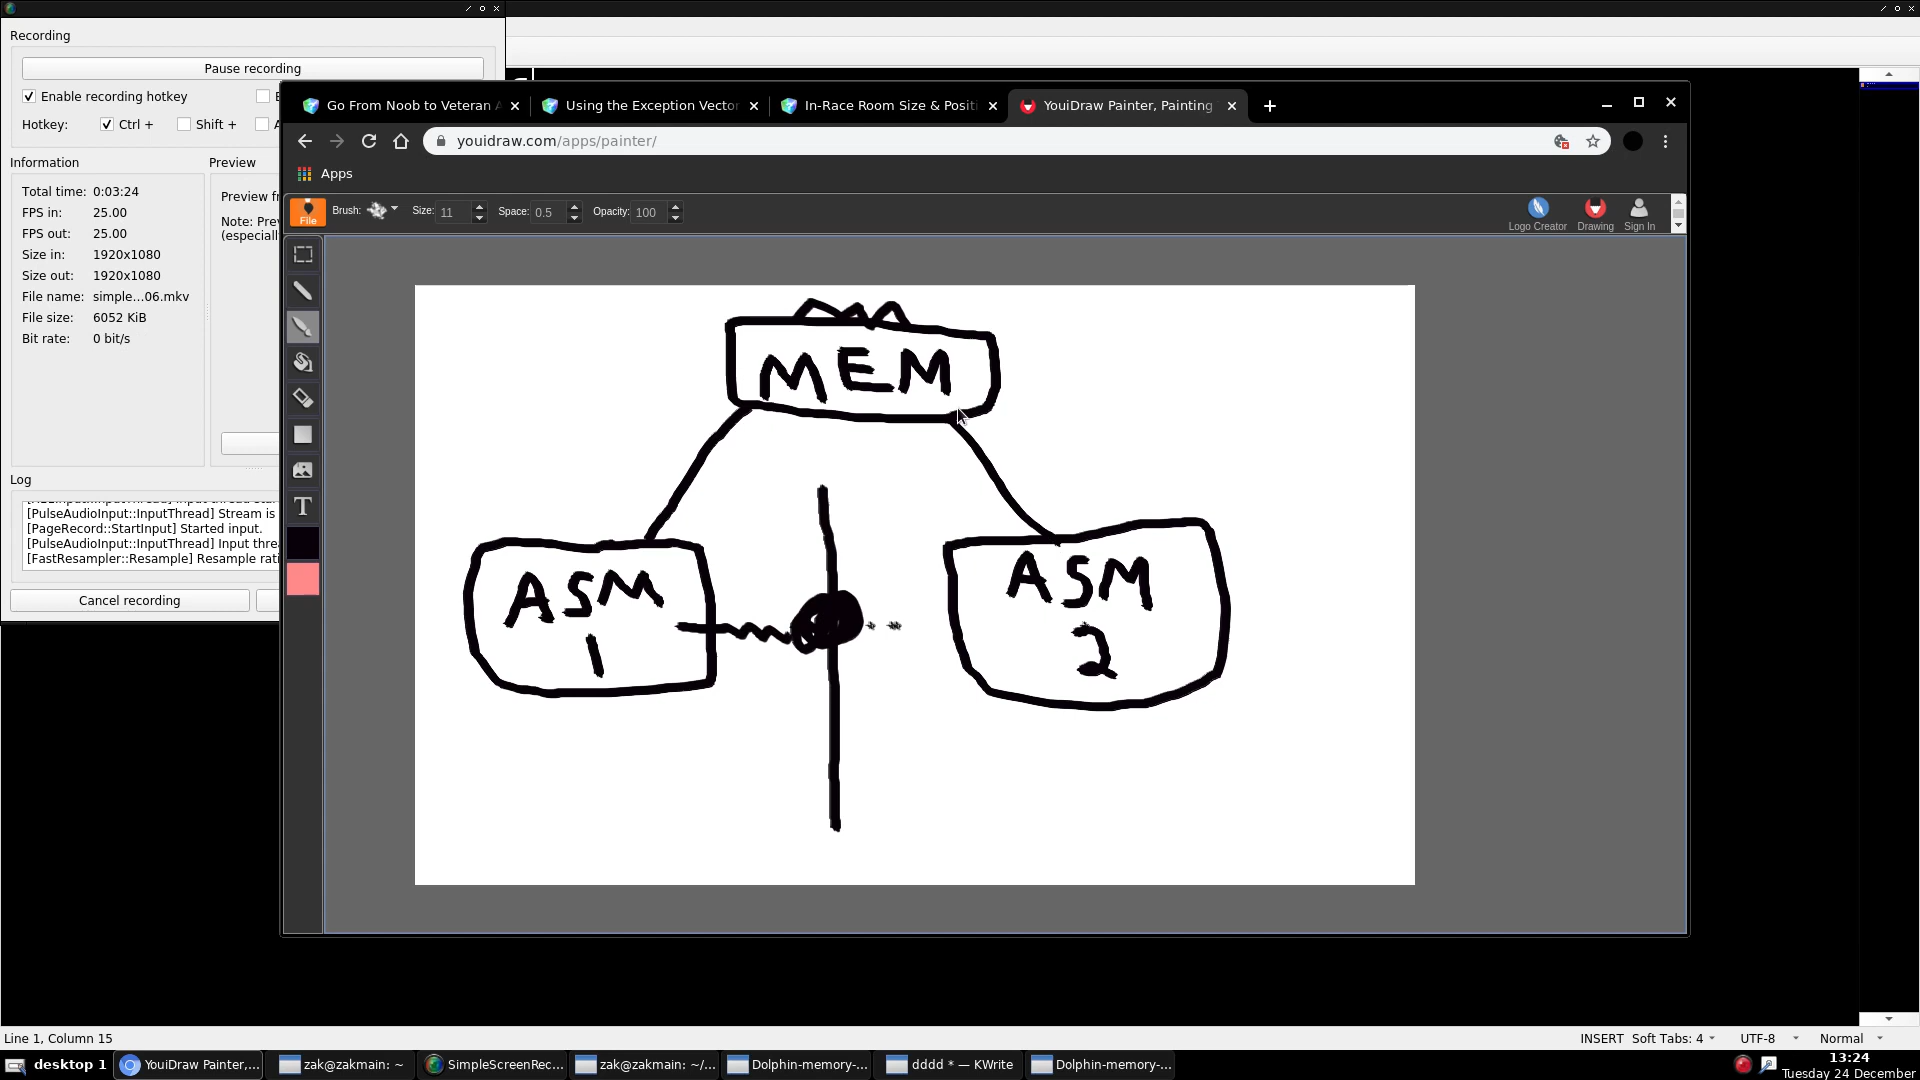 Recording
Pause recording
Enable recording hotkey
Hotkey: Ctrl + Shift +
Information
Preview
Total time: 0:03:24
FPS in: 25.00
FPS out: 25.00
Size in: 1920x1080
Size out: 1920x1080
File name: simple...06.mkv
File size: 6052 KiB
Bit rate: 0 bit/s
Preview
Note:
(especially
Log
[PulseAudioInput::InputThread] Stream is
[PageRecord::StartInput] Started input.
[PulseAudioInput::InputThread] Input
[FastResampler::Resample] Resample
Cancel recording
Go From Noob to Veteran
Using the Exception Vector
In-Race Room Size &
YouiDraw Painter, Painting
youidraw.com/apps/painter/
Apps
File
Brush: Size: 11 Space: 0.5 Opacity: 100
Logo Creator Drawing Sign In
T
MEM
ASM
1
ASM
2
Line 1, Column 15
INSERT Soft Tabs: 4 UTF-8 Normal
desktop 1
YouiDraw Painter,...
zak@zakmain: ~
SimpleScreenRec...
zak@zakmain: ~/...
Dolphin-memory-...
dddd * — KWrite
Dolphin-memory-...
13:24
Tuesday 24 December